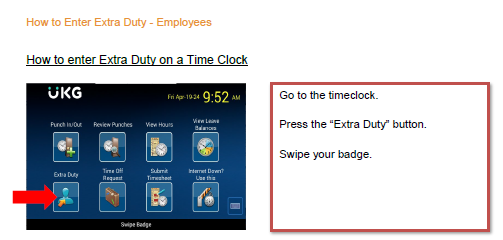 How to Enter Extra Duty - Employees
How to enter Extra Duty on a Time Clock
UKG
Fri Apr-19-24 9:52 AM
Punch In/Out
Review Punches
View Hours
View Leave
Balances
Extra Duty
Time Off
Request
Submit
Timesheet
Internet Down?
Use this
Swipe Badge
Go to the timeclock.
Press the “Extra Duty” button.
Swipe your badge.